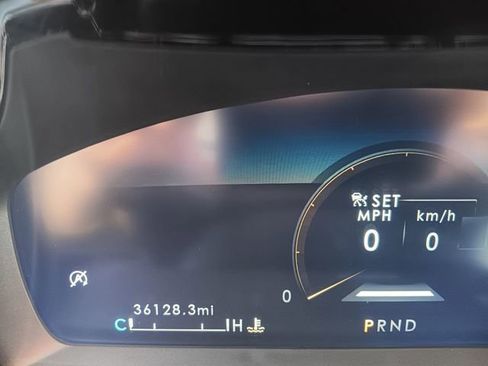 SET
MPH km/h
0 0
0
36128.3mi
C H
PRND